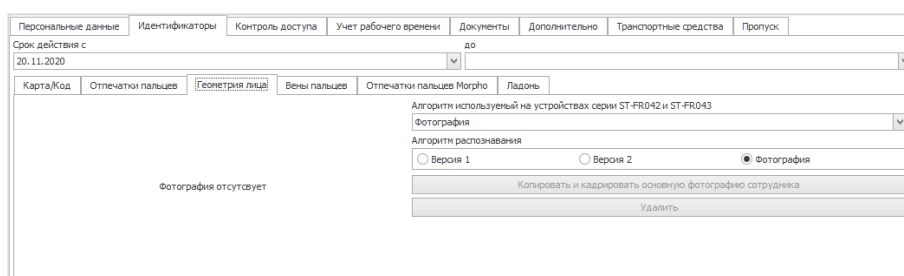 Персональные данные Идентификаторы Контроль доступа Учет рабочего времени Документы Дополнительно Транспортные средства Пропуск
Срок действия с до
20.11.2020
Карта/Код Отпечатки пальцев Геометрия лица Вены пальцев Отпечатки пальцев Morpho Ладонь
Алгоритм используемый на устройствах серии ST-FR042 и ST-FR043
Фотография
Алгоритм распознавания
Версия 1 Версия 2 Фотография
Фотография отсутсвует
Копировать и кадрировать основную фотографию сотрудника
Удалить